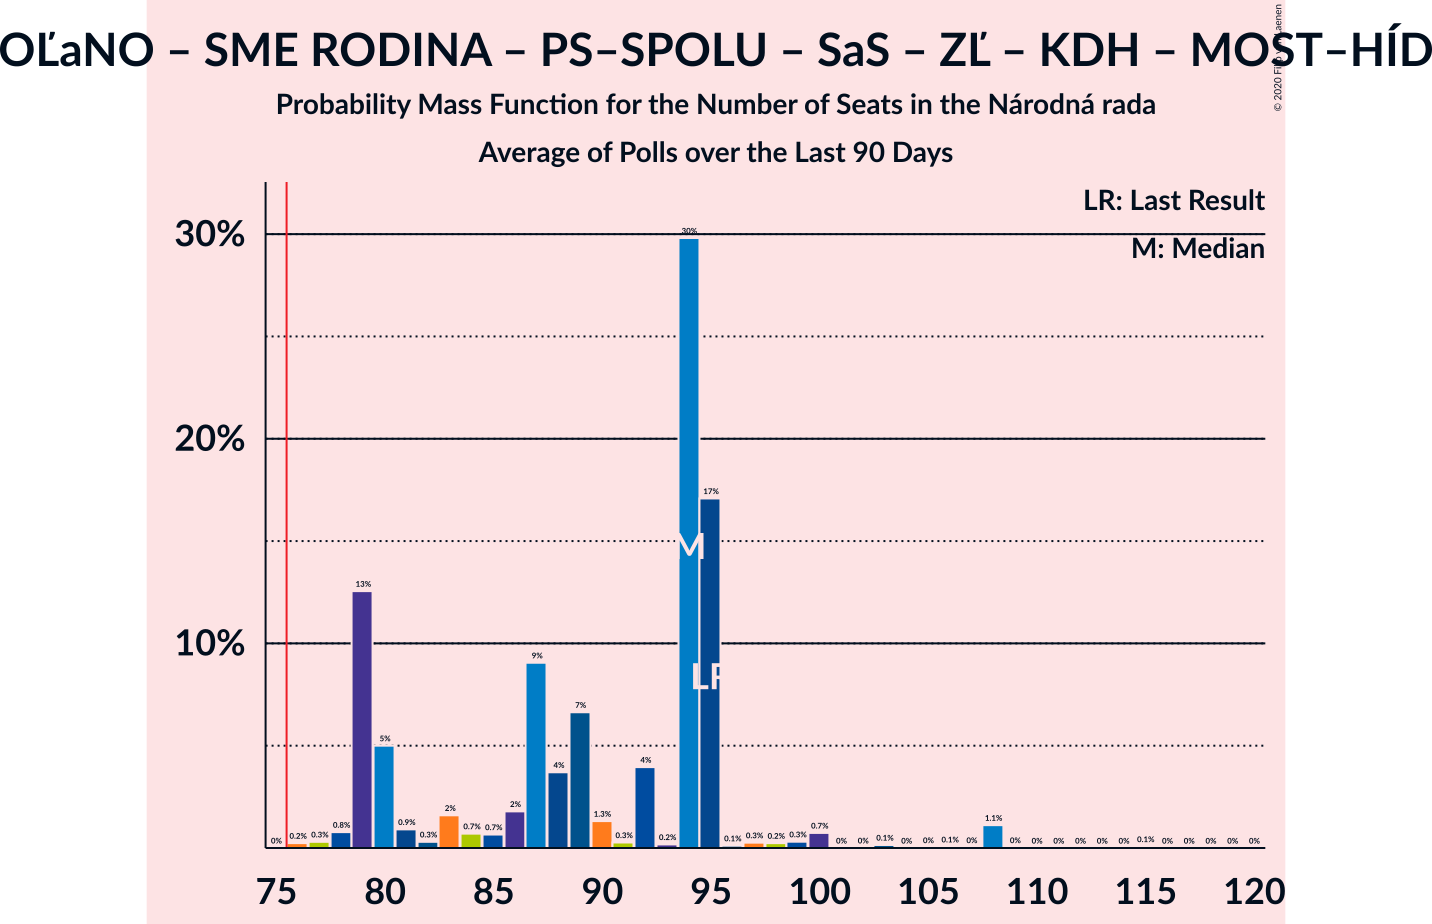 OĽaNO – SME RODINA – PS–SPOLU – SaS – ZĽ – KDH – MOST–HÍD
Probability Mass Function for the Number of Seats in the Národná rada
Average of Polls over the Last 90 Days
© 2020
LR: Last Result
M: Median
30%
20%
10%
0% 0.2% 0.3% 0.8% 13% 5% 0.9% 0.3% 2% 0.7% 0.7% 2% 9% 4% 7% 1.3% 0.3% 4% 0.2% 30% 17% 0.1% 0.3% 0.2% 0.3% 0.7% 0% 0% 0.1% 0% 0% 0.1% 0% 1.1% 0% 0% 0% 0% 0% 0% 0.1% 0% 0% 0% 0% 0%
M
LR
75 80 85 90 95 100 105 110 115 120